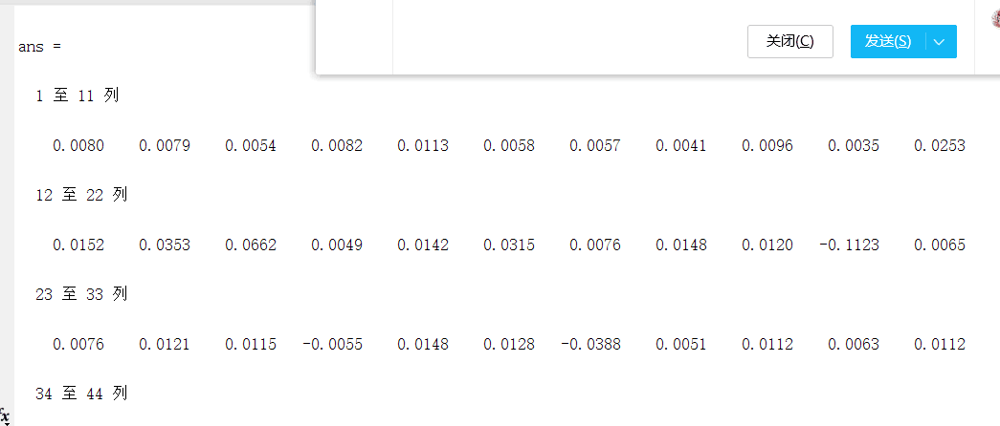 关闭(C) 发送(S)
ans =
1 至 11 列
0.0080 0.0079 0.0054 0.0082 0.0113 0.0058 0.0057 0.0041 0.0096 0.0035 0.0253
12 至 22 列
0.0152 0.0353 0.0662 0.0049 0.0142 0.0315 0.0076 0.0148 0.0120 -0.1123 0.0065
23 至 33 列
0.0076 0.0121 0.0115 -0.0055 0.0148 0.0128 -0.0388 0.0051 0.0112 0.0063 0.0112
34 至 44 列
fx